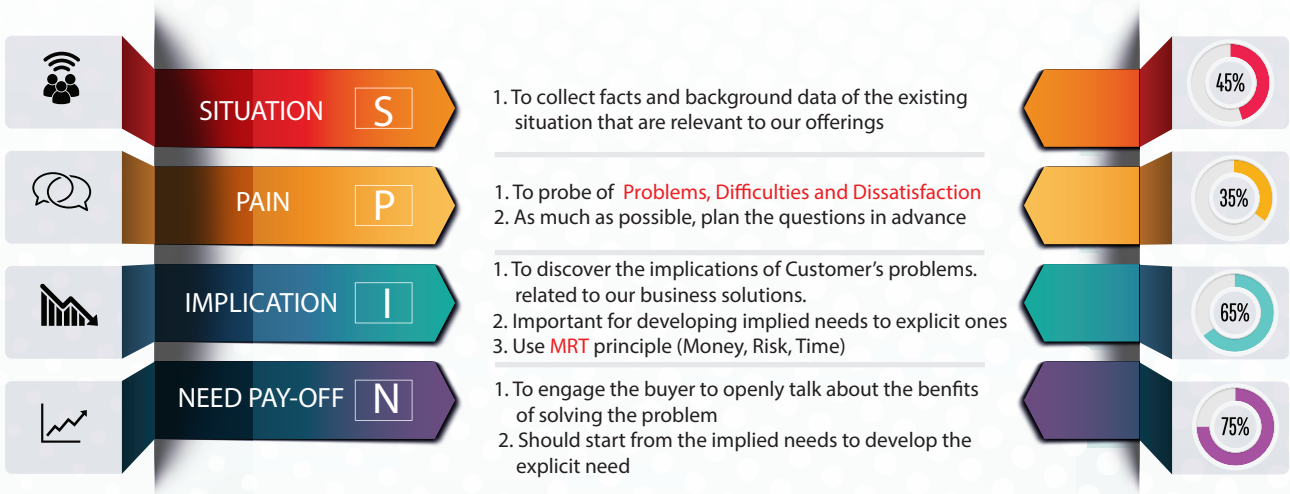 SITUATION S
1. To collect facts and background data of the existing
situation that are relevant to our offerings
45%
PAIN P
1. To probe of Problems, Difficulties and Dissatisfaction
2. As much as possible, plan the questions in advance
35%
IMPLICATION I
1. To discover the implications of Customer’s problems.
related to our business solutions.
2. Important for developing implied needs to explicit ones
3. Use MRT principle (Money, Risk, Time)
65%
NEED PAY-OFF N
1. To engage the buyer to openly talk about the benfits
of solving the problem
2. Should start from the implied needs to develop the
explicit need
75%